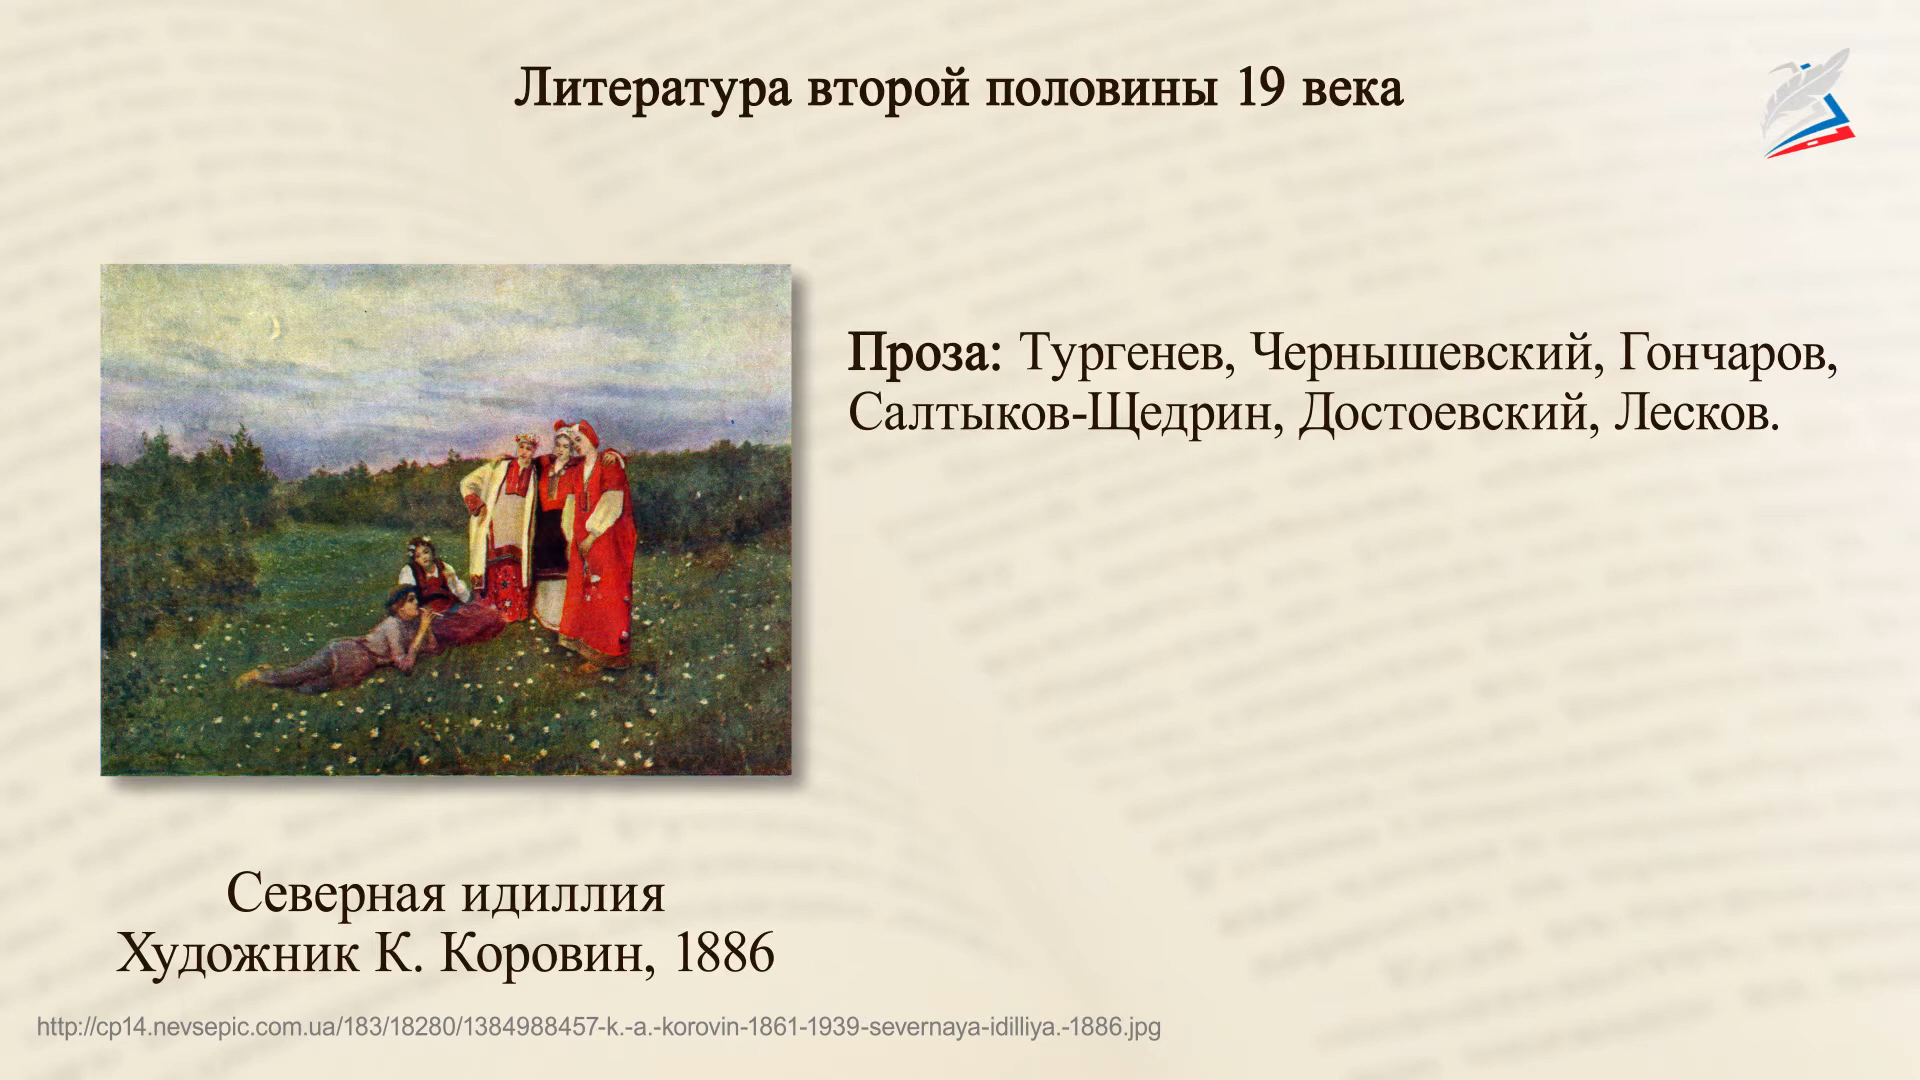 Литература второй половины 19 века
Проза: Тургенев, Чернышевский, Гончаров,
Салтыков-Щедрин, Достоевский, Лесков.
Северная идиллия
Художник К. Коровин, 1886
http://cp14.nevsepic.com.ua/183/18280/1384988457-k.-a.-korovin-1861-1939-severnaya-idilliya.-1886.jpg